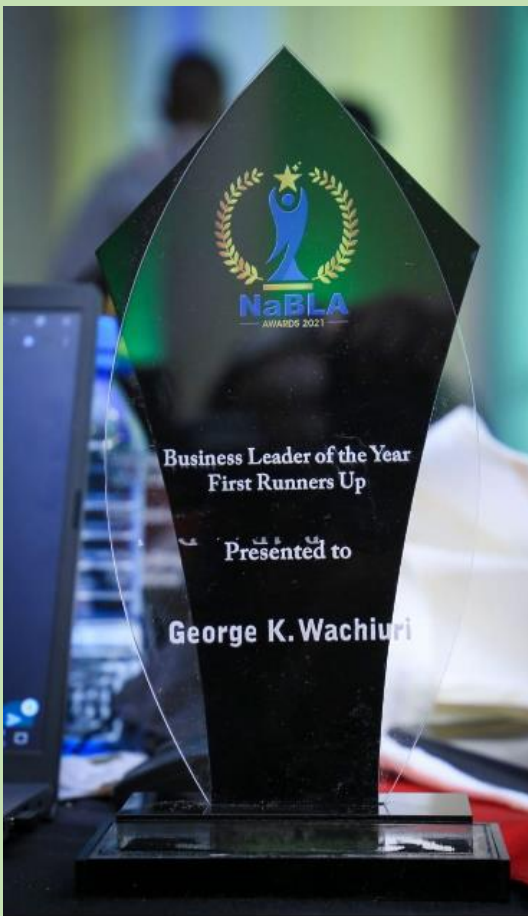 NaBLA
AWARDS 2021
Business Leader of the Year
First Runners Up
Presented to
George K. Wachiuri